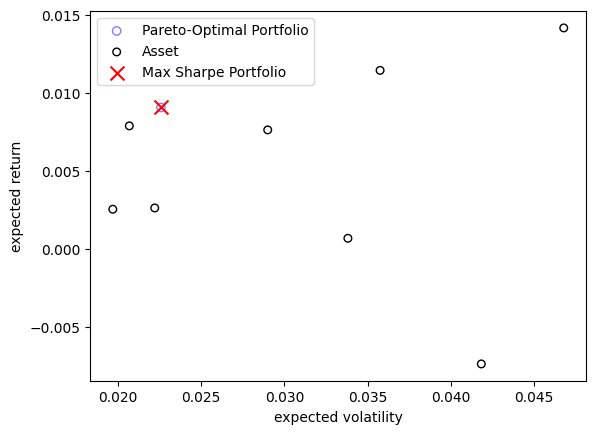 0.015
0.010
0.005
0.000
−0.005
expected return
Pareto-Optimal Portfolio
Asset
Max Sharpe Portfolio
0.020 0.025 0.030 0.035 0.040 0.045
expected volatility